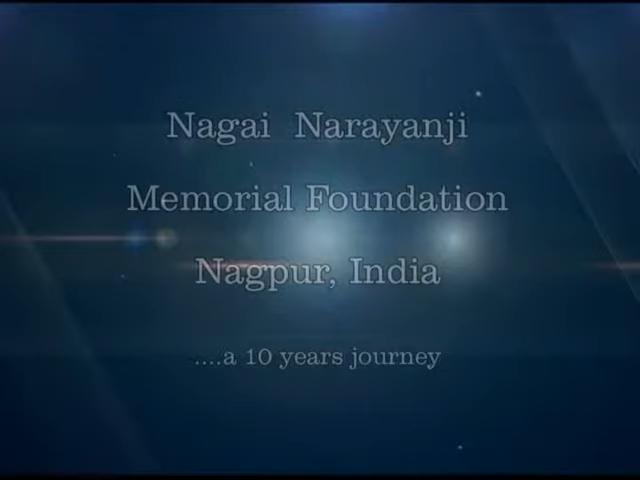 Nagai Narayanji
Memorial Foundation
Nagpur, India
....a 10 years journey